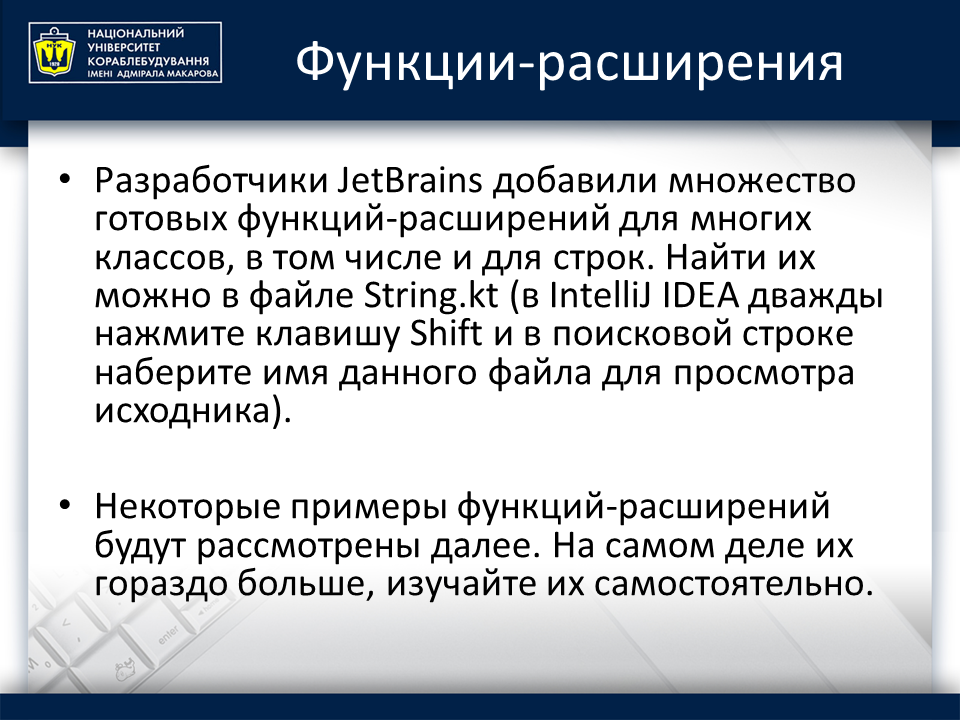 НАЦІОНАЛЬНИЙ
УНІВЕРСИТЕТ
КОРАБЛЕБУДУВАННЯ
ІМЕНІ АДМІРАЛА МАКАРОВА
НУК
1920
Функции-расширения
• Разработчики JetBrains добавили множество
готовых функций-расширений для многих
классов, в том числе и для строк. Найти их
можно в файле String.kt (в IntelliJ IDEA дважды
нажмите клавишу Shift и в поисковой строке
наберите имя данного файла для просмотра
исходника).
• Некоторые примеры функций-расширений
будут рассмотрены далее. На самом деле их
гораздо больше, изучайте их самостоятельно.
enter